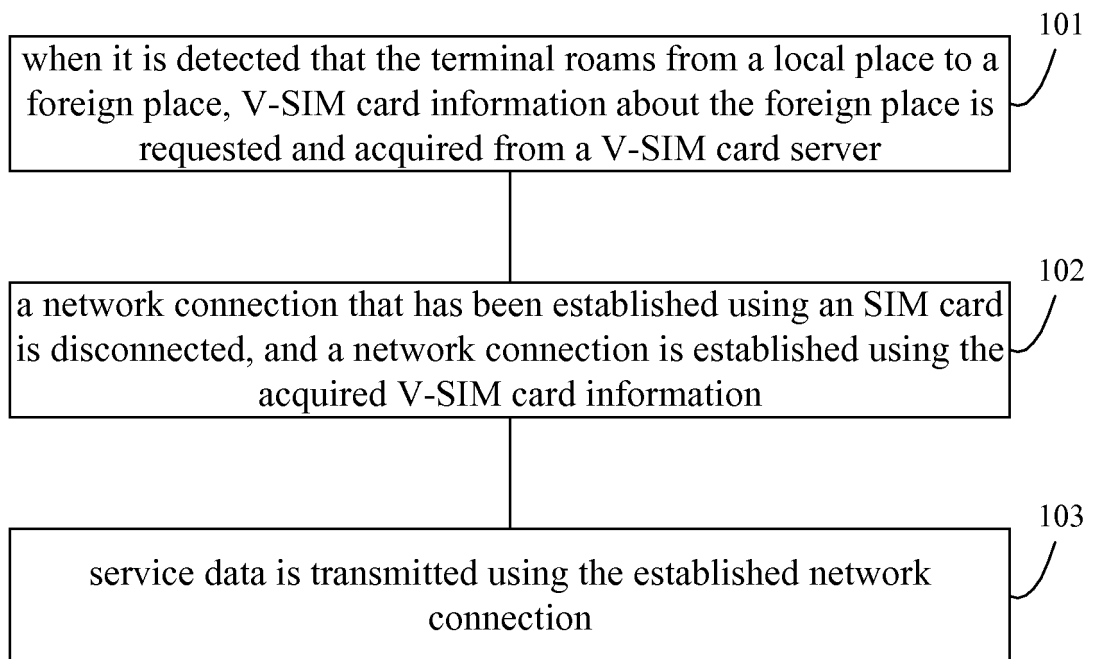 101
when it is detected that the terminal roams from a local place to a
foreign place, V-SIM card information about the foreign place is
requested and acquired from a V-SIM card server
102
a network connection that has been established using an SIM card
is disconnected, and a network connection is established using the
acquired V-SIM card information
103
service data is transmitted using the established network
connection